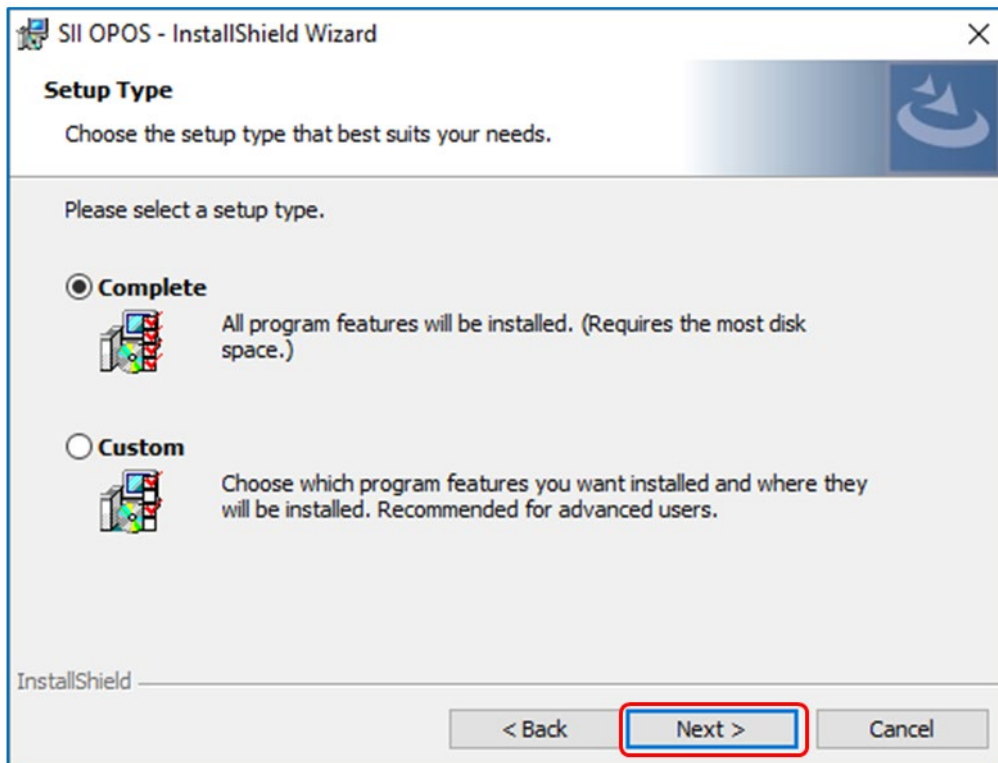 SII OPOS - InstallShield Wizard
Setup Type
Choose the setup type that best suits your needs.
Please select a setup type.
Complete
All program features will be installed. (Requires the most disk
space.)
Custom
Choose which program features you want installed and where they
will be installed. Recommended for advanced users.
InstallShield
< Back Next > Cancel